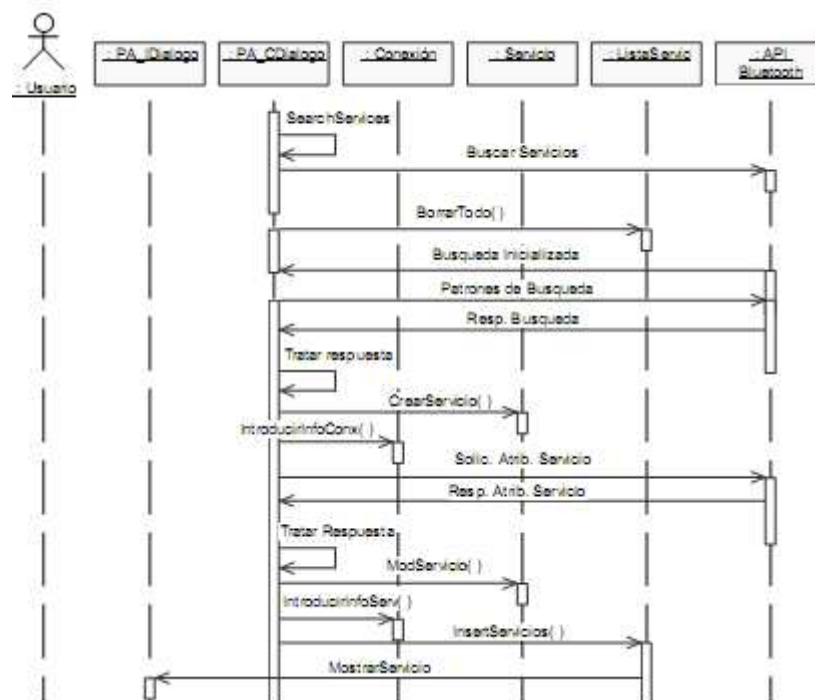 : Usuario
: PA_IDialogo
: PA_CDialogo
: Conexión
: Servicio
: ListaServic
: API
Bluetooth
SearchServices
Buscar Servicios
BorrarTodo( )
Busqueda Inicializada
Patrones de Busqueda
Resp. Busqueda
Tratar respuesta
CrearServicio( )
IntroducirInfoConx( )
Solic. Atrib. Servicio
Resp. Atrib. Servicio
Tratar Respuesta
ModServicio( )
IntroducirInfoServ( )
InsertServicios( )
MostrarServicio